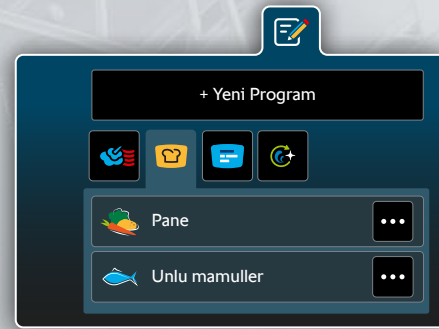 + Yeni Program
Pane
Unlu mamuller